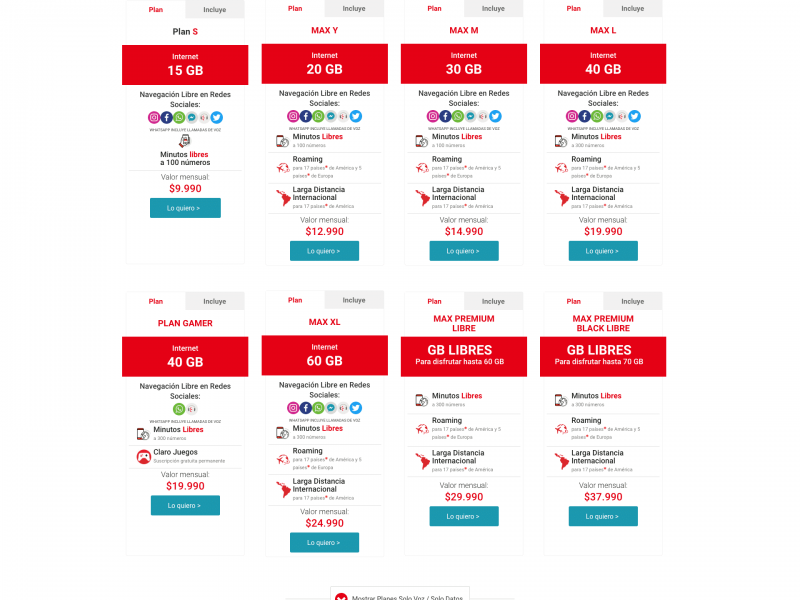 Plan Incluye
Plan S
Internet
15 GB
Navegación Libre en Redes
Sociales:
WHATSAPP INCLUYE LLAMADAS DE VOZ
Minutos libres
a 100 números
Valor mensual:
$9.990
Lo quiero >
Plan Incluye
MAX Y
Internet
20 GB
Navegación Libre en Redes
Sociales:
WHATSAPP INCLUYE LLAMADAS DE VOZ
Minutos Libres
a 100 números
Roaming
para 17 países* de América y 5
países* de Europa
Larga Distancia
Internacional
para 17 países* de América
Valor mensual:
$12,990
Lo quiero >
Plan Incluye
MAX M
Internet
30 GB
Navegación Libre en Redes
Sociales:
WHATSAPP INCLUYE LLAMADAS DE VOZ
Minutos Libres
a 100 números
Roaming
para 17 países* de América y 5
países* de Europa
Larga Distancia
Internacional
para 17 países* de América
Valor mensual:
$14.990
Lo quiero >
Plan Incluye
MAX L
Internet
40 GB
Navegación Libre en Redes
Sociales:
WHATSAPP INCLUYE LLAMADAS DE VOZ
Minutos Libres
a 300 números
Roaming
para 17 países* de América y 5
países* de Europa
Larga Distancia
Internacional
para 17 países* de América
Valor mensual:
$19.990
Lo quiero >
Plan Incluye
PLAN GAMER
Internet
40 GB
Navegación Libre en Redes
Sociales:
WHATSAPP INCLUYE LLAMADAS DE VOZ
Minutos Libres
a 300 números
Claro Juegos
Suscripción gratuita permanente
Valor mensual:
$19.990
Lo quiero >
Plan Incluye
MAX XL
Internet
60 GB
Navegación Libre en Redes
Sociales:
WHATSAPP INCLUYE LLAMADAS DE VOZ
Minutos Libres
a 300 números
Roaming
para 17 países* de América y 5
países* de Europa
Larga Distancia
Internacional
para 17 países* de América
Valor mensual:
$24.990
Lo quiero >
Plan Incluye
MAX PREMIUM
LIBRE
GB LIBRES
Para disfrutar hasta 60 GB
Minutos Libres
a 300 números
Roaming
para 17 países* de América y 5
países* de Europa
Larga Distancia
Internacional
para 17 países* de América
Valor mensual:
$29.990
Lo quiero >
Plan Incluye
MAX PREMIUM
BLACK LIBRE
GB LIBRES
Para disfrutar hasta 70 GB
Minutos Libres
a 300 números
Roaming
para 17 países* de América y 5
países* de Europa
Larga Distancia
Internacional
para 17 países* de América
Valor mensual:
$37.990
Lo quiero >
Mostrar Planes Solo Voz / Solo Datos